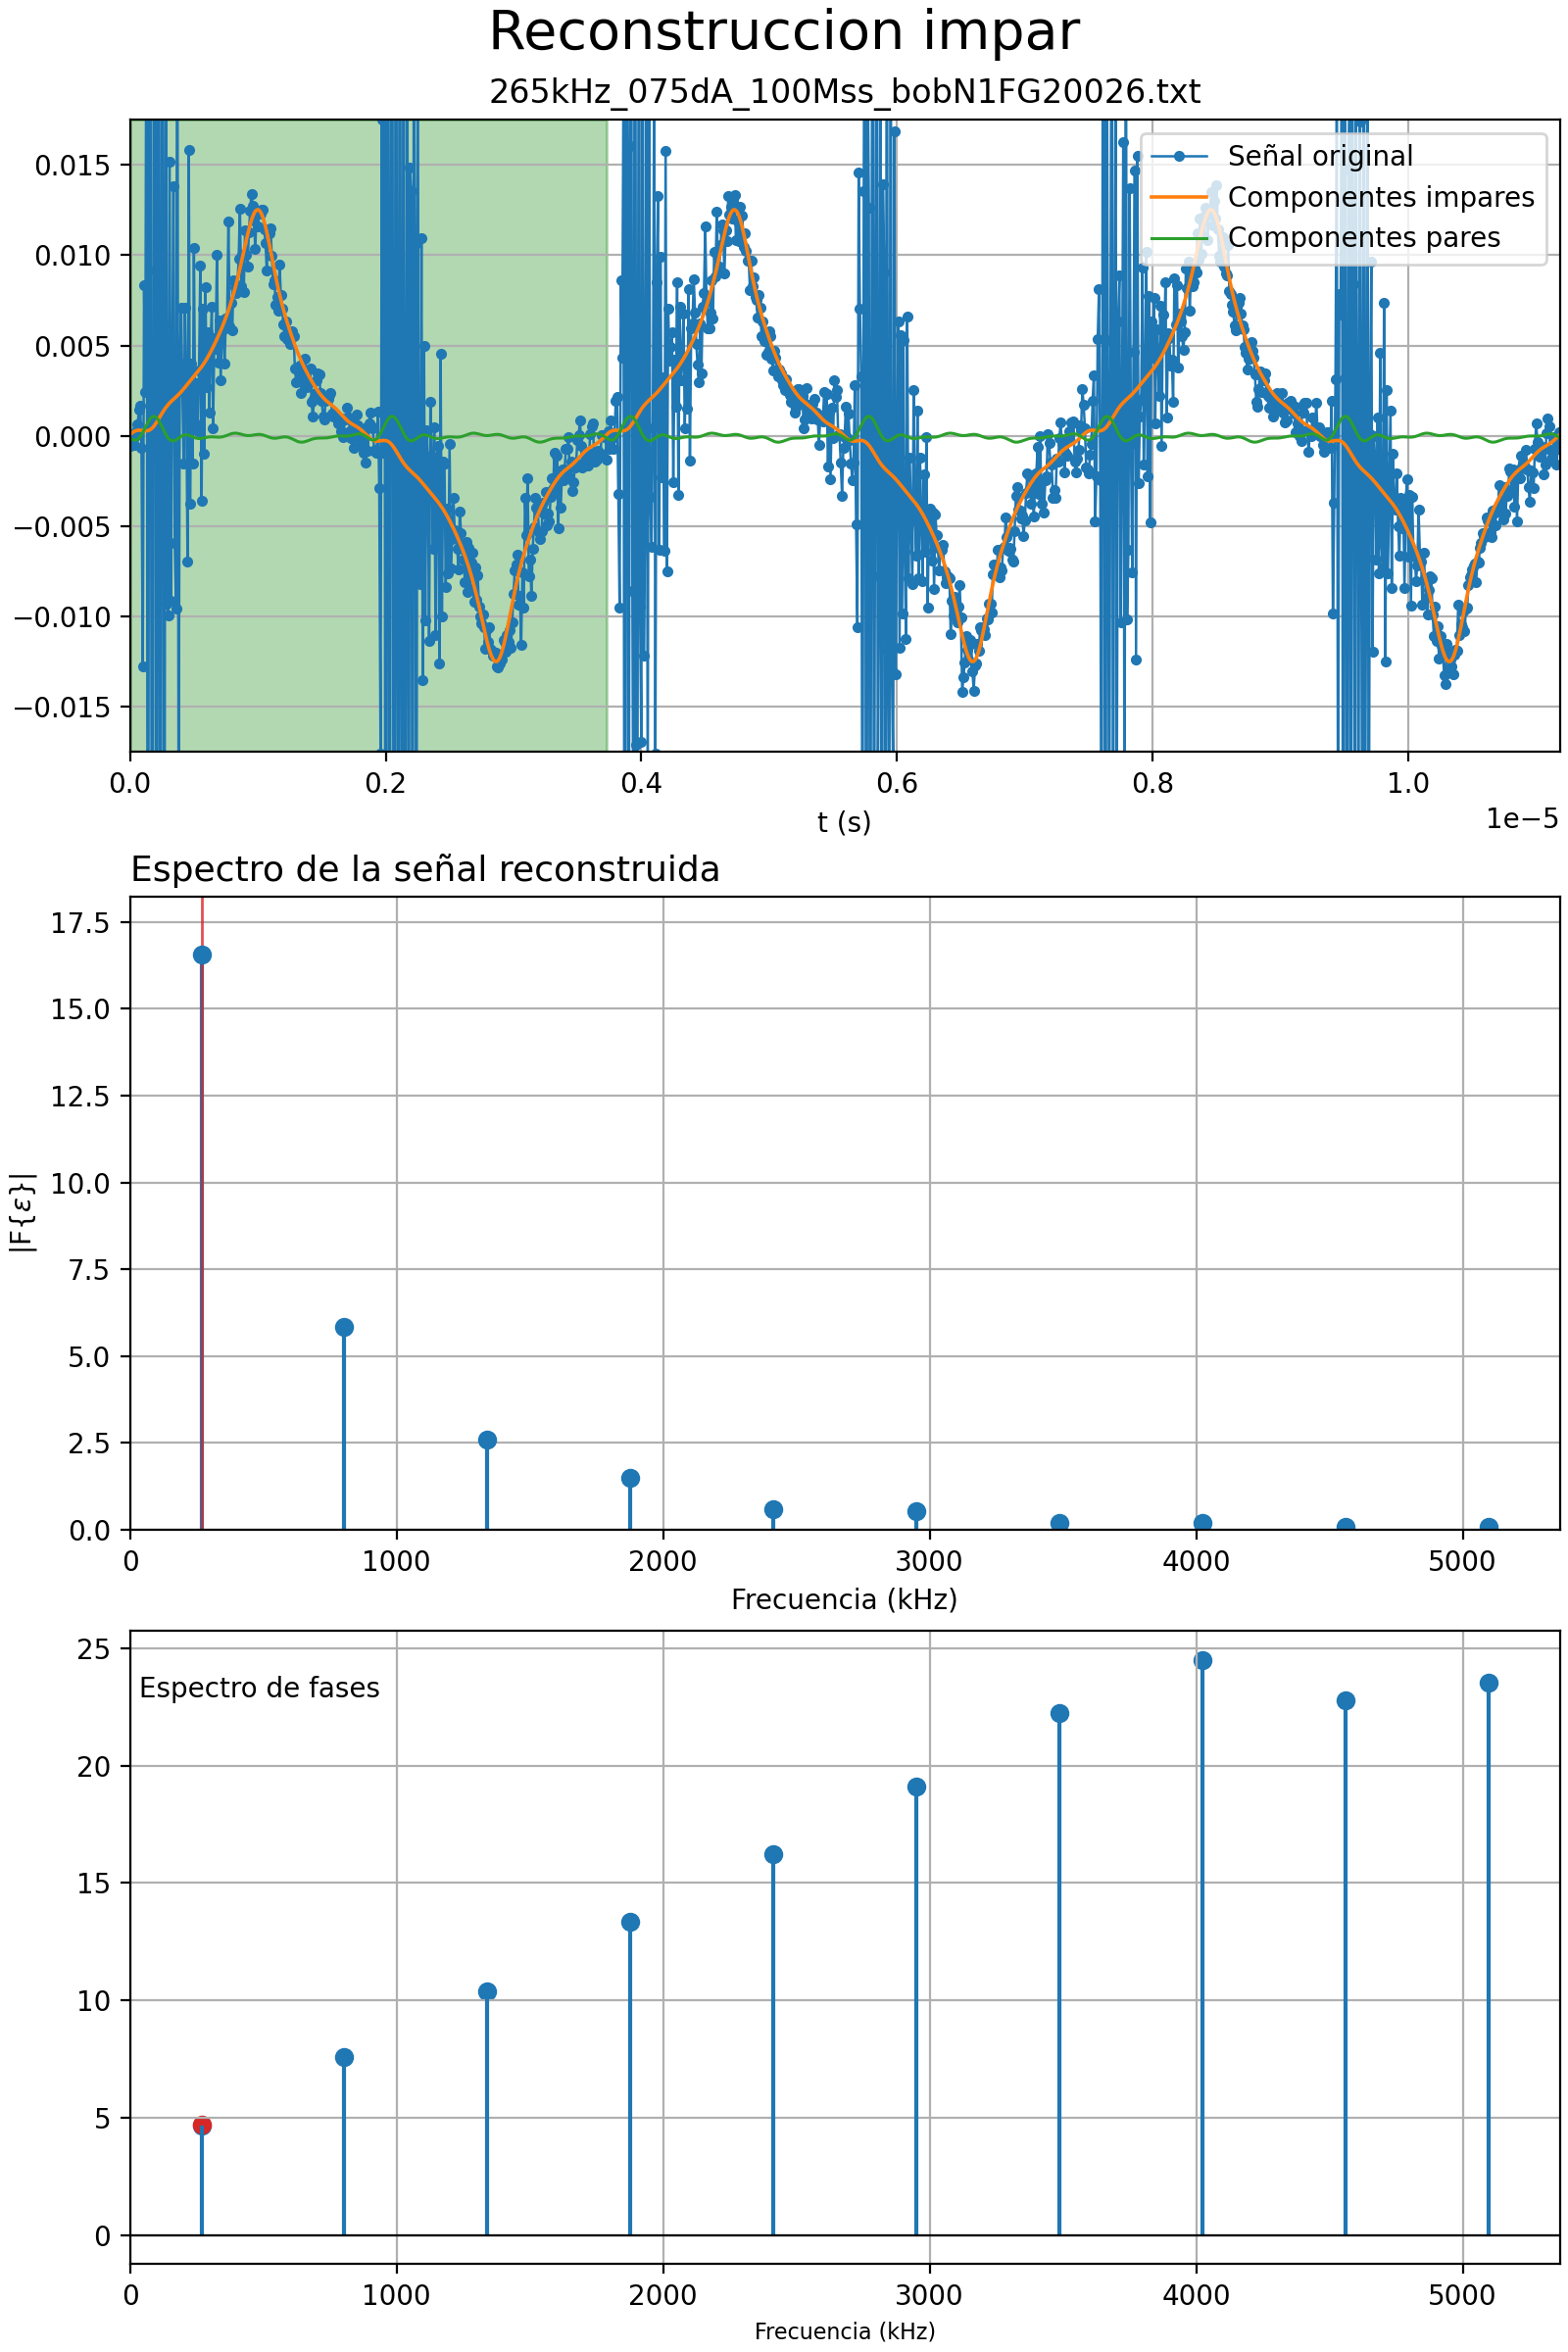 Reconstruccion impar
265kHz_075dA_100Mss_bobN1FG20026.txt
0.015
0.010
0.005
0.000
−0.005
−0.010
−0.015
Señal original
Componentes impares
Componentes pares
0.0 0.2 0.4 0.6 0.8 1.0
1e−5
t (s)
Espectro de la señal reconstruida
17.5
15.0
12.5
10.0
7.5
5.0
2.5
0.0
|F{ε}|
0 1000 2000 3000 4000 5000
Frecuencia (kHz)
25
20
15
10
5
0
Espectro de fases
0 1000 2000 3000 4000 5000
Frecuencia (kHz)